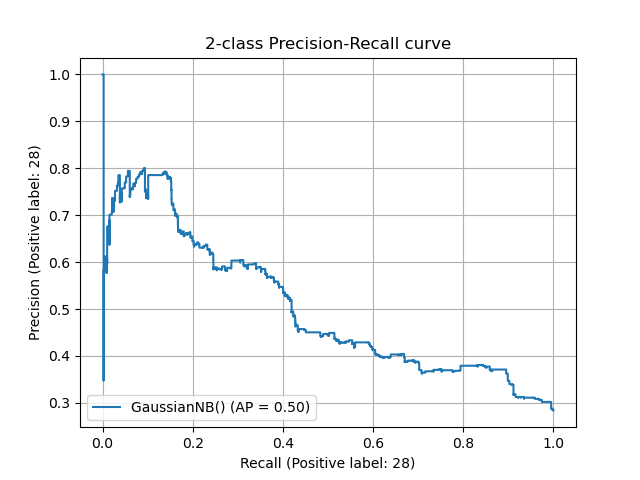 2-class Precision-Recall curve
Precision (Positive label: 28)
1.0
0.9
0.8
0.7
0.6
0.5
0.4
0.3
GaussianNB() (AP = 0.50)
0.0 0.2 0.4 0.6 0.8 1.0
Recall (Positive label: 28)